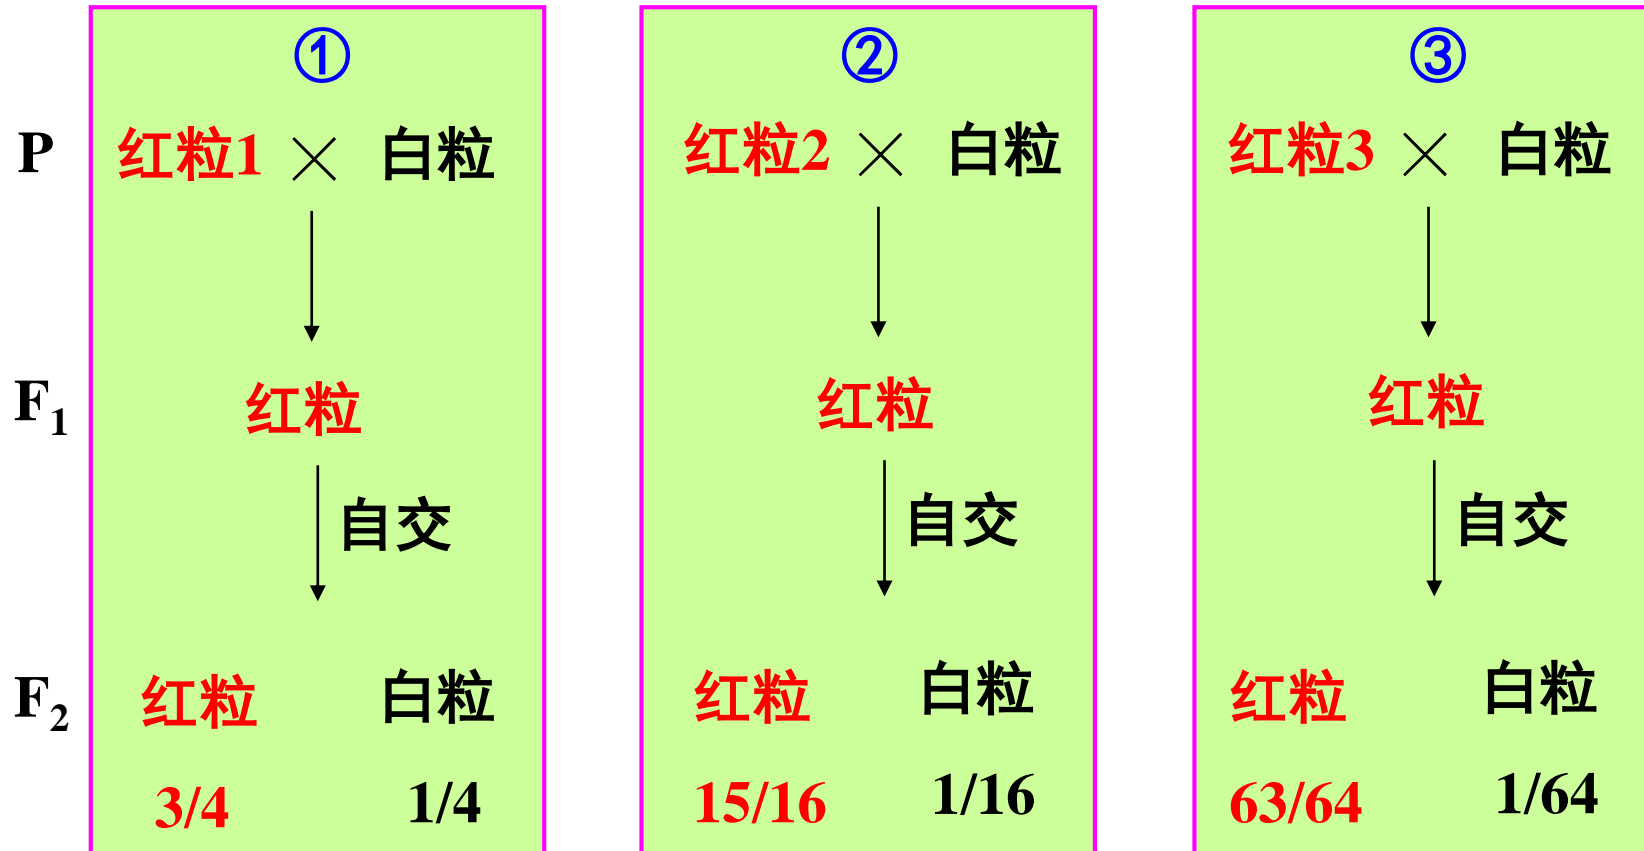 ① ② ③
P 红粒1 × 白粒 红粒2 × 白粒 红粒3 × 白粒
F₁ 红粒 红粒 红粒
自交 自交 自交
F₂ 红粒 白粒 红粒 白粒 红粒 白粒
3/4 1/4 15/16 1/16 63/64 1/64